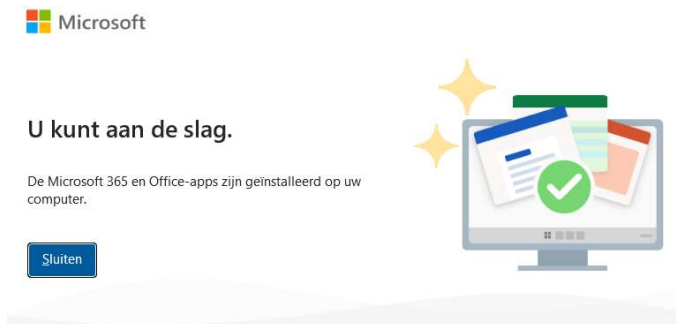 Microsoft
U kunt aan de slag.
De Microsoft 365 en Office-apps zijn geïnstalleerd op uw
computer.
Sluiten